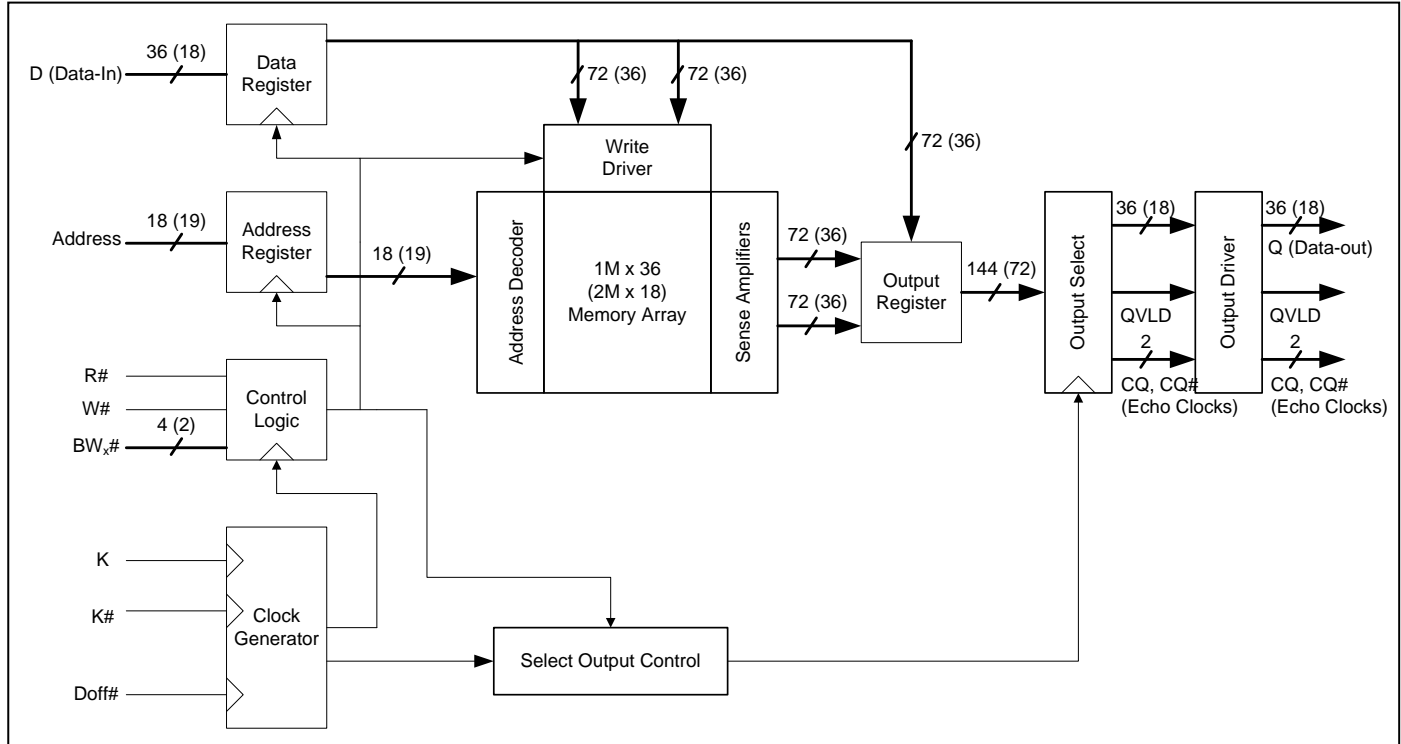 36 (18)
D (Data-In)
Data
Register
72 (36)
72 (36)
72 (36)
Write
Driver
18 (19)
Address
Address
Register
18 (19)
Address Decoder
1M x 36
(2M x 18)
Memory Array
Sense Amplifiers
72 (36)
72 (36)
Output
Register
144 (72)
Output Select
36 (18)
QVLD
2
CQ, CQ#
(Echo Clocks)
Output Driver
36 (18)
Q (Data-out)
QVLD
2
CQ, CQ#
(Echo Clocks)
R#
W#
4 (2)
BWx#
Control
Logic
K
K#
Doff#
Clock
Generator
Select Output Control